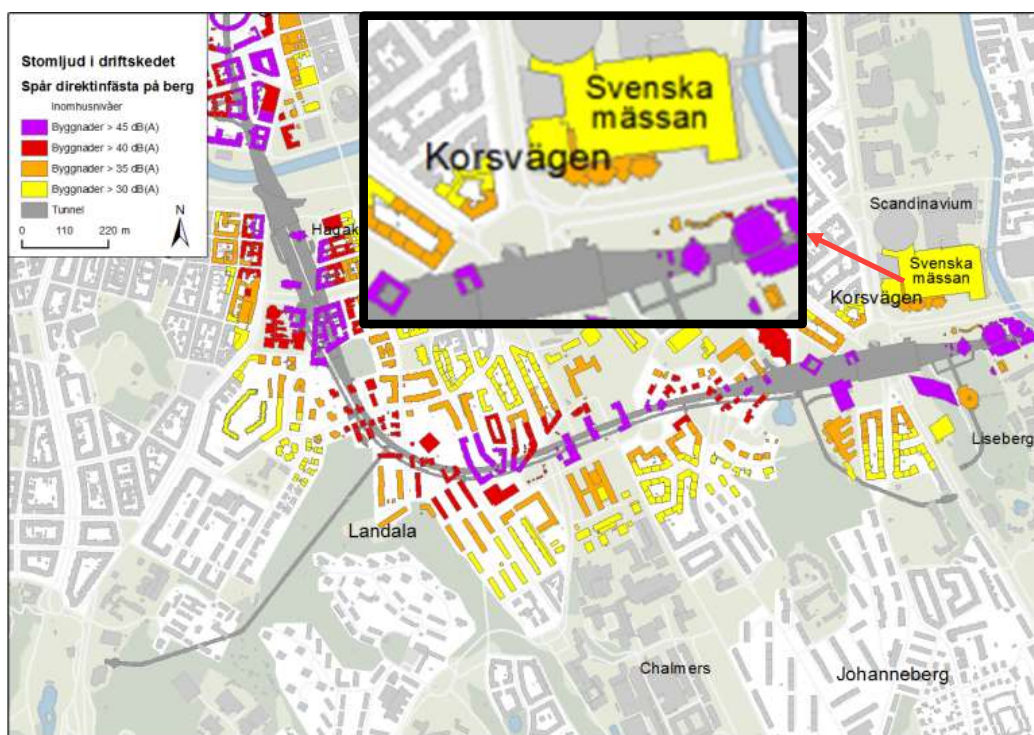 Stomljud i driftskedet
Spår direktinfästa på berg
Inomhusnivåer
Byggnader > 45 dB(A)
Byggnader > 40 dB(A)
Byggnader > 35 dB(A)
Byggnader > 30 dB(A)
Tunnel
N
0 110 220 m
Svenska
mässan
Korsvägen
Scandinavium
Svenska
mässan
Korsvägen
Liseberg
Landala
Chalmers
Johanneberg